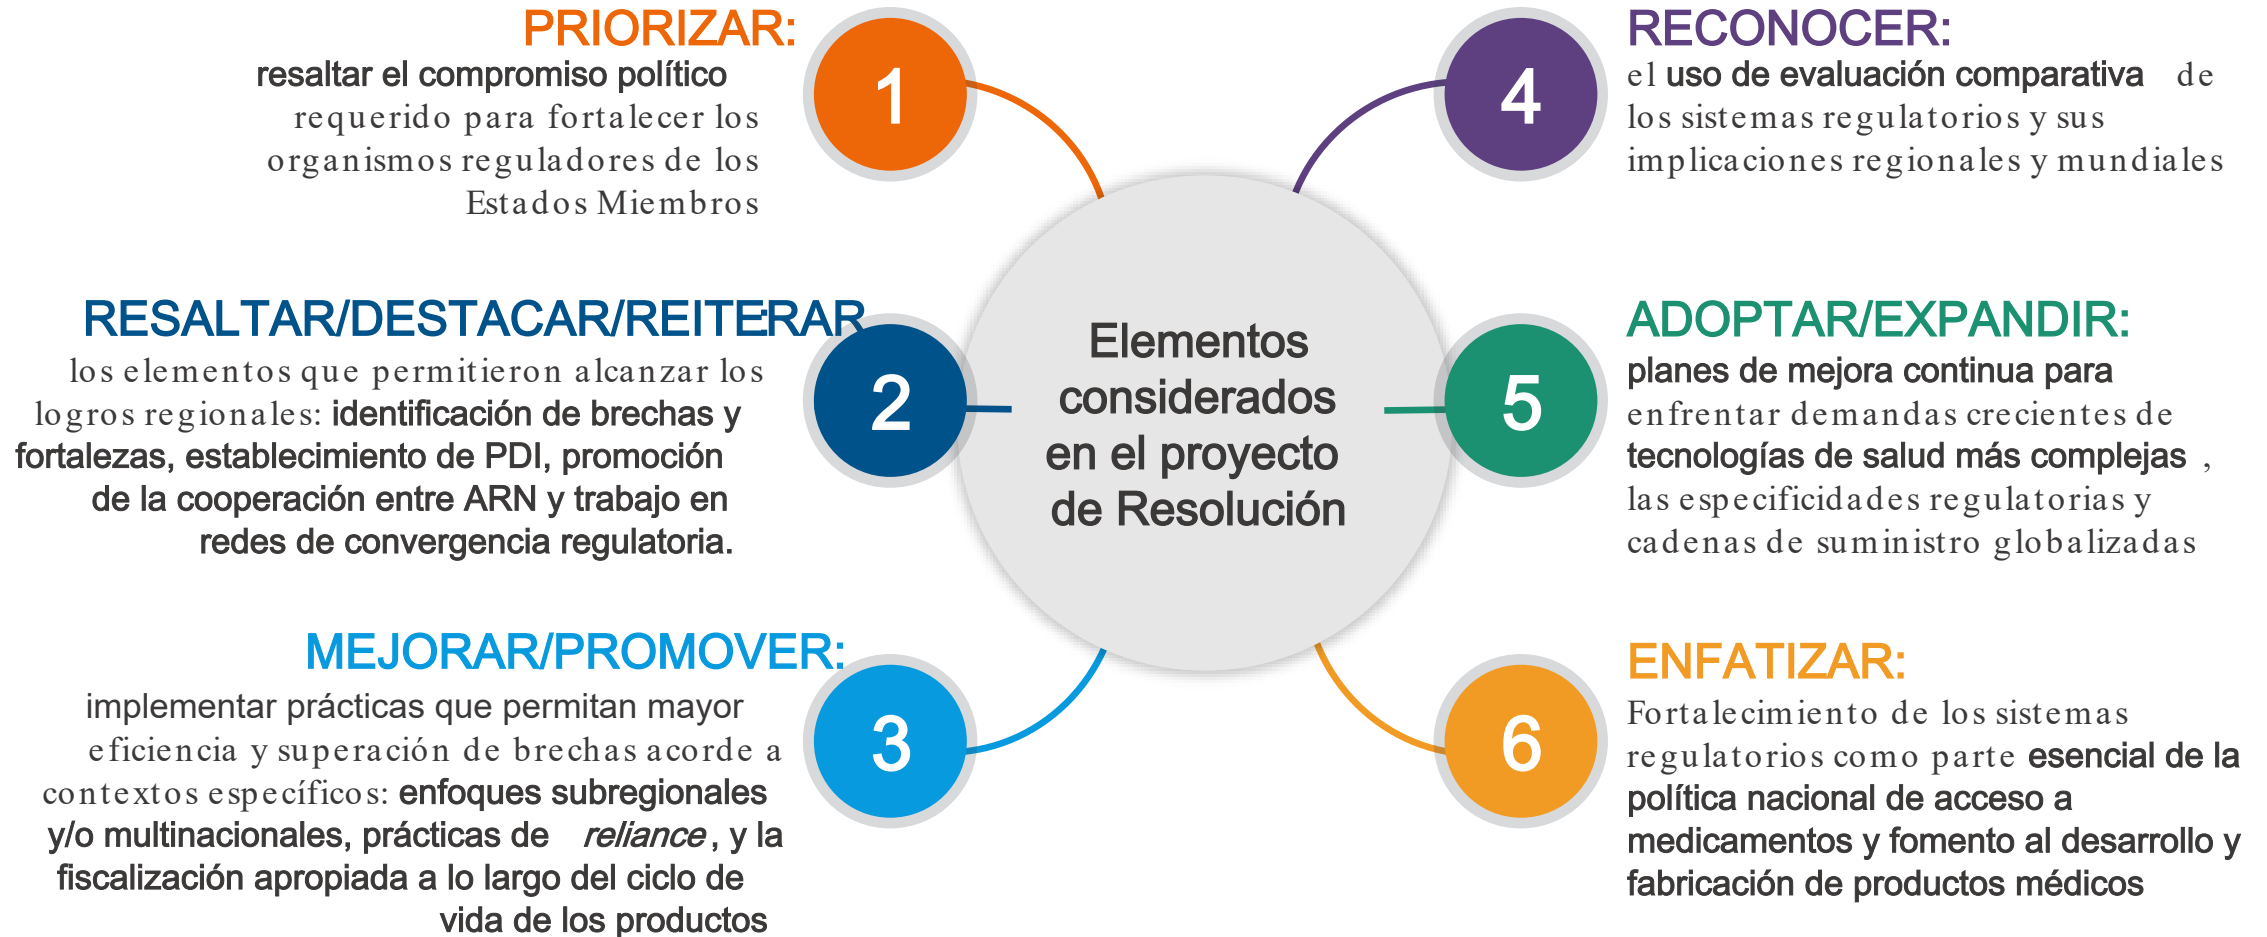 PRIORIZAR:
resaltar el compromiso político
requerido para fortalecer los
organismos reguladores de los
Estados Miembros
1
RESALTAR/DESTACAR/REITERAR:
los elementos que permitieron alcanzar los
logros regionales: identificación de brechas y
fortalezas, establecimiento de PDI, promoción
de la cooperación entre ARN y trabajo en
redes de convergencia regulatoria.
2
MEJORAR/PROMOVER:
implementar prácticas que permitan mayor
eficiencia y superación de brechas acorde a
contextos específicos: enfoques subregionales
y/o multinacionales, prácticas de reliance, y la
fiscalización apropiada a lo largo del ciclo de
vida de los productos
3
Elementos
considerados
en el proyecto
de Resolución
4
RECONOCER:
el uso de evaluación comparativa de
los sistemas regulatorios y sus
implicaciones regionales y mundiales
5
ADOPTAR/EXPANDIR:
planes de mejora continua para
enfrentar demandas crecientes de
tecnologías de salud más complejas ,
las especificidades regulatorias y
cadenas de suministro globalizadas
6
ENFATIZAR:
Fortalecimiento de los sistemas
regulatorios como parte esencial de la
política nacional de acceso a
medicamentos y fomento al desarrollo y
fabricación de productos médicos